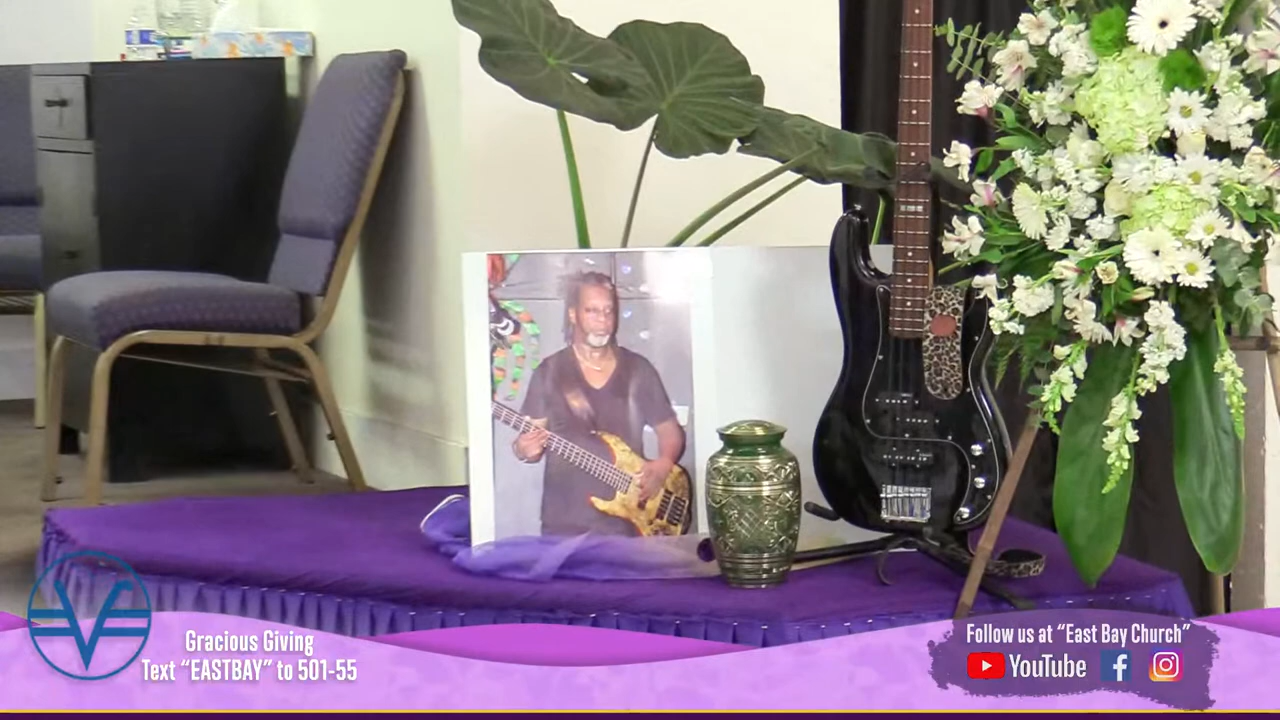 Gracious Giving
Text “EASTBAY” to 501-55
Follow us at “East Bay Church”
YouTube